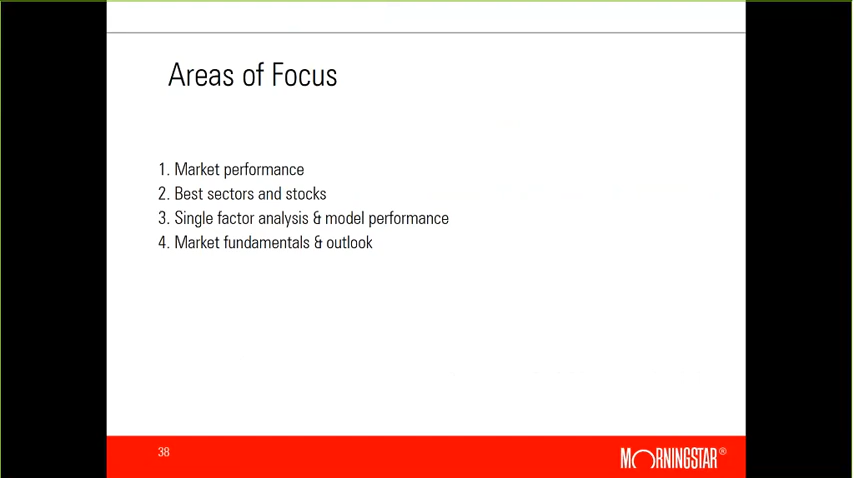 Areas of Focus
1. Market performance
2. Best sectors and stocks
3. Single factor analysis & model performance
4. Market fundamentals & outlook
38
MORNINGSTAR®